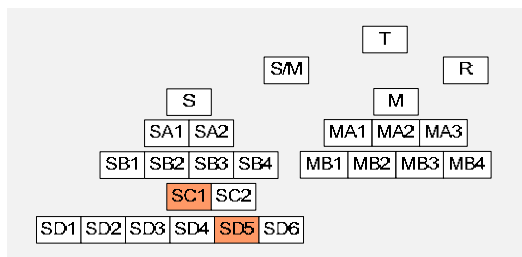 T
S/M R
S M
SA1 SA2 MA1 MA2 MA3
SB1 SB2 SB3 SB4 MB1 MB2 MB3 MB4
SC1 SC2
SD1 SD2 SD3 SD4 SD5 SD6